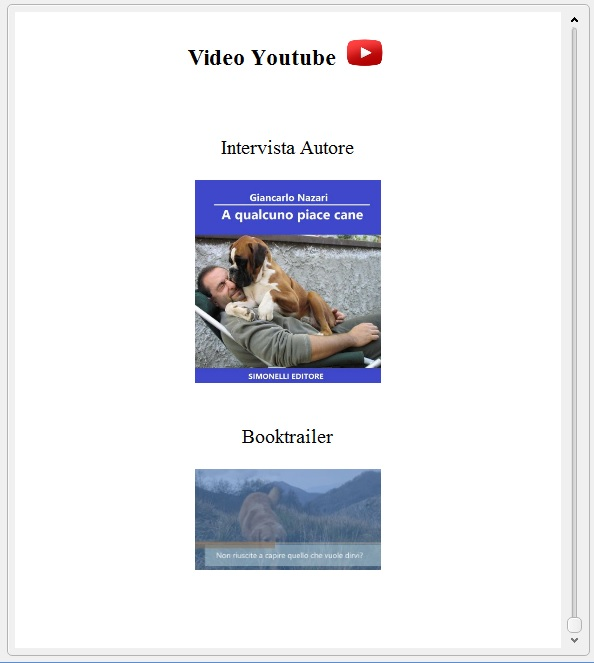 Video Youtube
Intervista Autore
Giancarlo Nazari
A qualcuno piace cane
SIMONELLI EDITORE
Booktrailer
Non riuscite a capire quello che vuole dirvi?